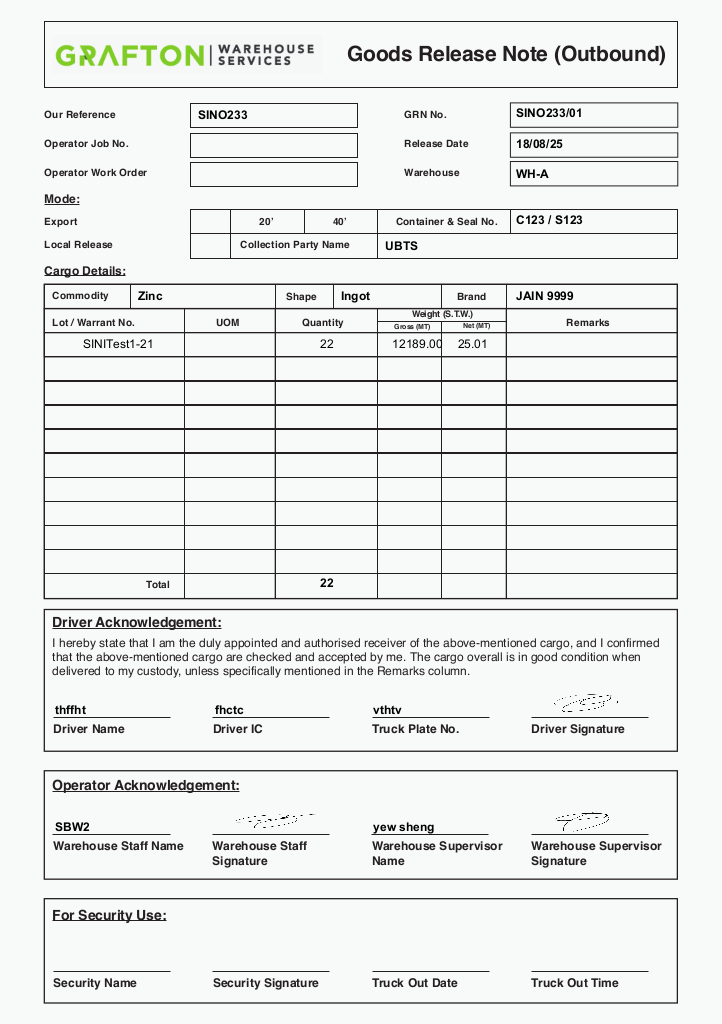 GRAFTON | WAREHOUSE SERVICES
Goods Release Note (Outbound)
Our Reference SINO233 GRN No. SINO233/01
Operator Job No. Release Date 18/08/25
Operator Work Order Warehouse WH-A
Mode:
Export 20' 40' Container & Seal No. C123 / S123
Local Release Collection Party Name UBTS
Cargo Details:
Commodity Zinc Shape Ingot Brand JAIN 9999
Lot / Warrant No. UOM Quantity Weight (S.T.W.) Gross (MT) Net (MT) Remarks
SINITest1-21 22 12189.00 25.01
Total 22
Driver Acknowledgement:
I hereby state that I am the duly appointed and authorised receiver of the above-mentioned cargo, and I confirmed
that the above-mentioned cargo are checked and accepted by me. The cargo overall is in good condition when
delivered to my custody, unless specifically mentioned in the Remarks column.
thffht fhctc vthtv
Driver Name Driver IC Truck Plate No. Driver Signature
Operator Acknowledgement:
SBW2 yew sheng
Warehouse Staff Name Warehouse Staff Signature Warehouse Supervisor Name Warehouse Supervisor Signature
For Security Use:
Security Name Security Signature Truck Out Date Truck Out Time